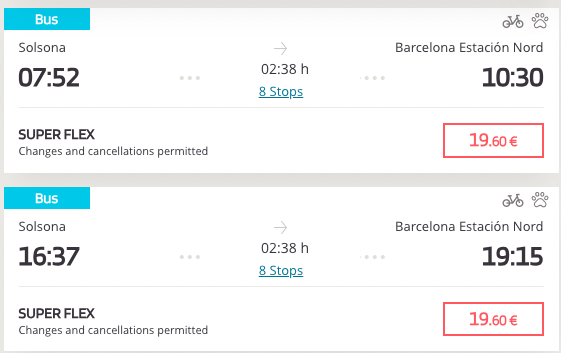 Bus
Solsona
Barcelona Estación Nord
07:52
02:38 h
10:30
8 Stops
SUPER FLEX
19.60 €
Changes and cancellations permitted
Bus
Solsona
Barcelona Estación Nord
16:37
02:38 h
19:15
8 Stops
SUPER FLEX
19.60 €
Changes and cancellations permitted